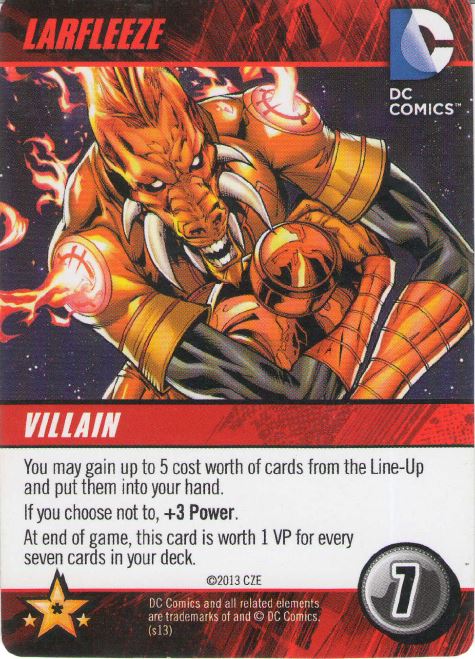 LARFLEEZE
DC
COMICS™
VILLAIN
You may gain up to 5 cost worth of cards from the Line-Up
and put them into your hand.
If you choose not to, +3 Power.
At end of game, this card is worth 1 VP for every
seven cards in your deck.
©2013 CZE
*
DC Comics and all related elements
are trademarks of and © DC Comics.
(s13)
7